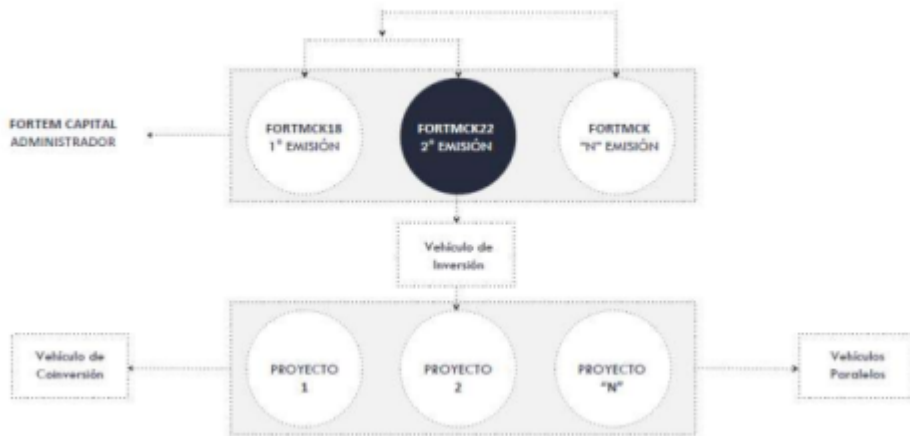 FORTEM CAPITAL
ADMINISTRADOR
FORTMCK18
1° EMISIÓN
FORTMCK22
2° EMISIÓN
FORTMCK
"N" EMISIÓN
Vehículo de
Inversión
Vehículo de
Coinversión
PROYECTO
1
PROYECTO
2
PROYECTO
"N"
Vehículos
Paralelos